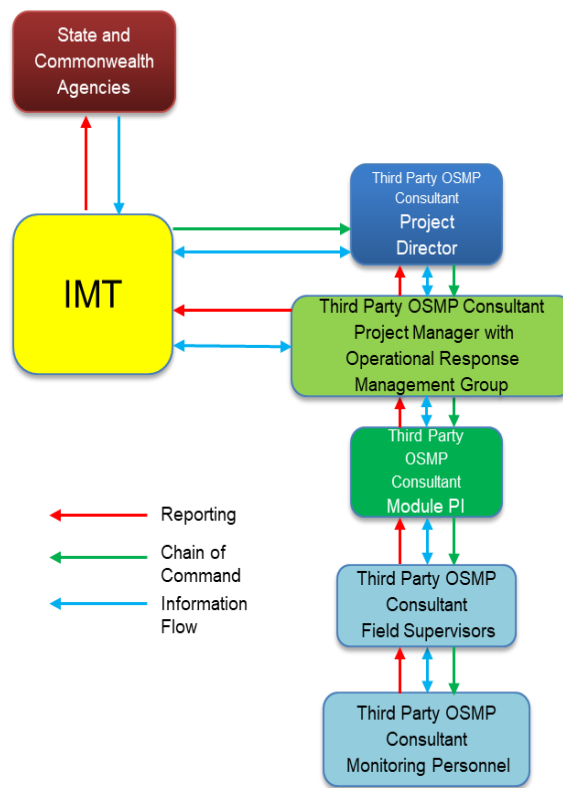 State and
Commonwealth
Agencies
Third Party OSMP
Consultant
Project
Director
IMT
Third Party OSMP Consultant
Project Manager with
Operational Response
Management Group
Third Party
OSMP
Consultant
Module PI
Reporting
Chain of
Command
Information
Flow
Third Party OSMP
Consultant
Field Supervisors
Third Party OSMP
Consultant
Monitoring Personnel